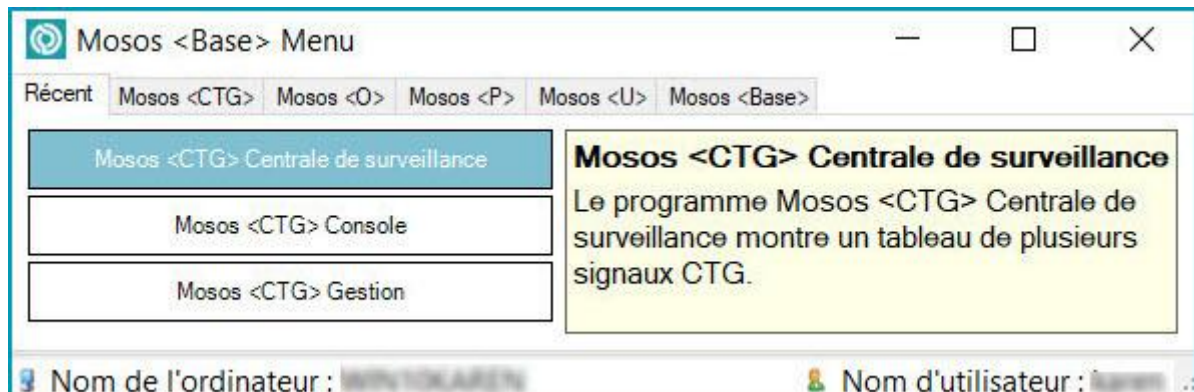 Mosos <Base> Menu
Récent Mosos <CTG> Mosos <O> Mosos <P> Mosos <U> Mosos <Base>
Mosos <CTG> Centrale de surveillance
Mosos <CTG> Console
Mosos <CTG> Gestion
Mosos <CTG> Centrale de surveillance
Le programme Mosos <CTG> Centrale de
surveillance montre un tableau de plusieurs
signaux CTG.
Nom de l'ordinateur : Nom d'utilisateur :